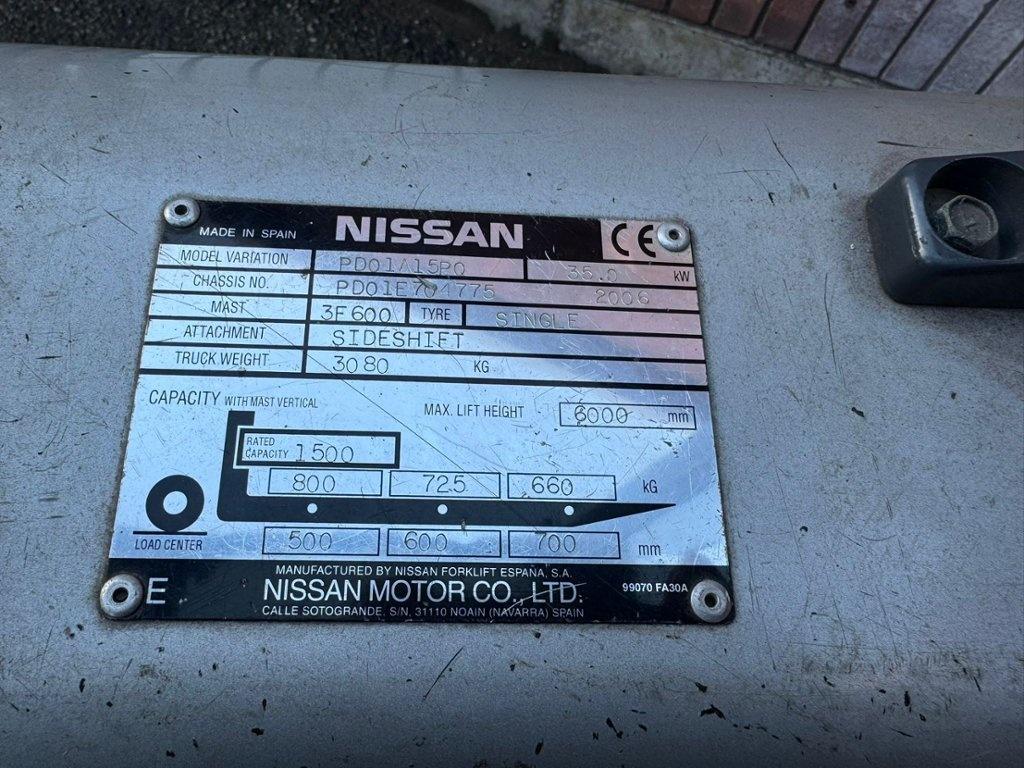 MADE IN SPAIN NISSAN CE
MODEL VARIATION PD01A15PQ 35.0 kW
CHASSIS NO. PD01E704775 2006
MAST 3F600 TYRE SINGLE
ATTACHMENT SIDESHIFT
TRUCK WEIGHT 3080 KG
CAPACITY WITH MAST VERTICAL MAX. LIFT HEIGHT 6000 mm
RATED
CAPACITY 1500
800 725 660 KG
LOAD CENTER 500 600 700 mm
MANUFACTURED BY NISSAN FORKLIFT ESPAÑA, S.A.
E NISSAN MOTOR CO., LTD. 99070 FA30A
CALLE SOTOGRANDE. S/N, 31110 NOAIN (NAVARRA) SPAIN